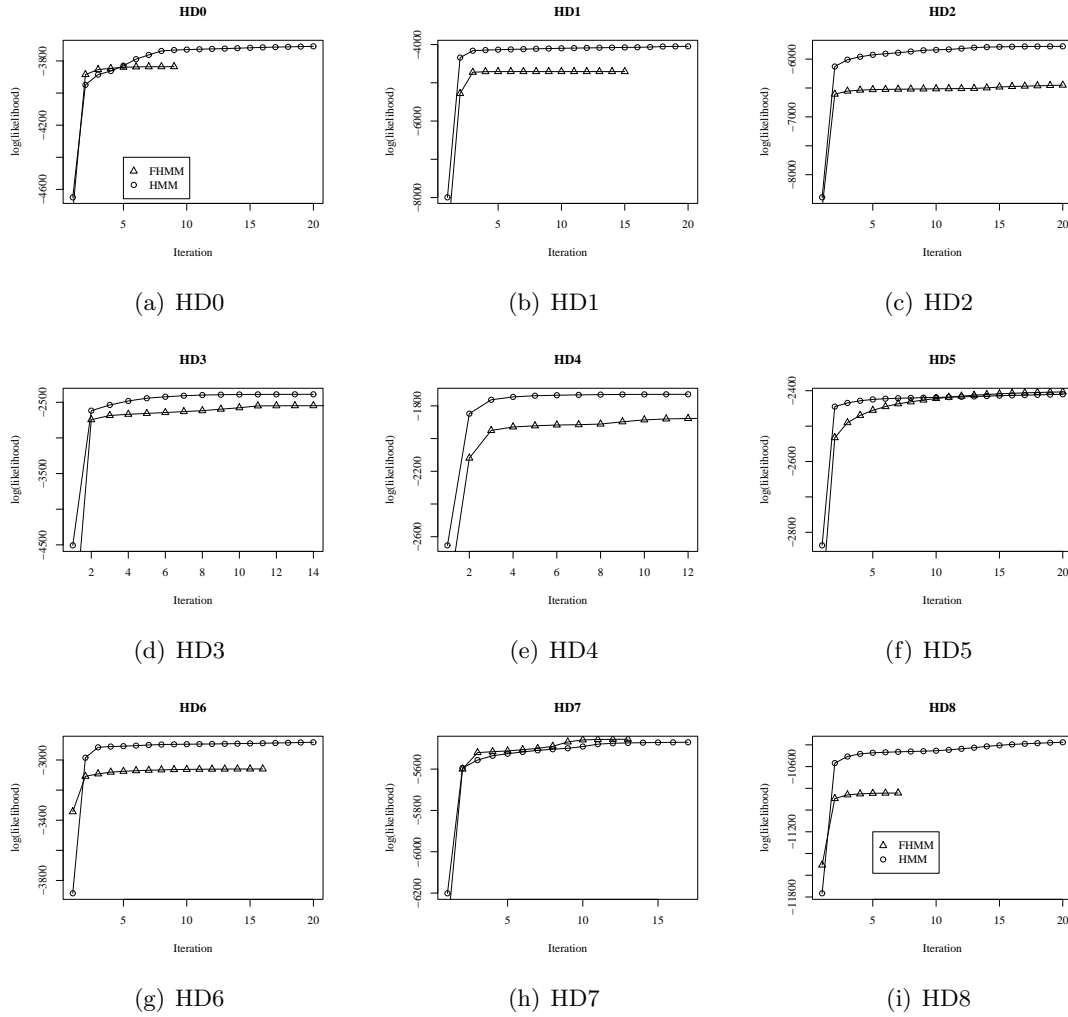 HD0
log(likelihood)
−3800
−4200
−4600
FHMM
HMM
5 10 15 20
Iteration
(a) HD0
HD1
log(likelihood)
−4000
−6000
−8000
5 10 15 20
Iteration
(b) HD1
HD2
log(likelihood)
−6000
−7000
−8000
5 10 15 20
Iteration
(c) HD2
HD3
log(likelihood)
−2500
−3500
−4500
2 4 6 8 10 12 14
Iteration
(d) HD3
HD4
log(likelihood)
−1800
−2200
−2600
2 4 6 8 10 12
Iteration
(e) HD4
HD5
log(likelihood)
−2400
−2600
−2800
5 10 15 20
Iteration
(f) HD5
HD6
log(likelihood)
−3000
−3400
−3800
5 10 15 20
Iteration
(g) HD6
HD7
log(likelihood)
−5600
−5800
−6000
−6200
5 10 15
Iteration
(h) HD7
HD8
log(likelihood)
−10600
−11200
−11800
FHMM
HMM
5 10 15 20
Iteration
(i) HD8